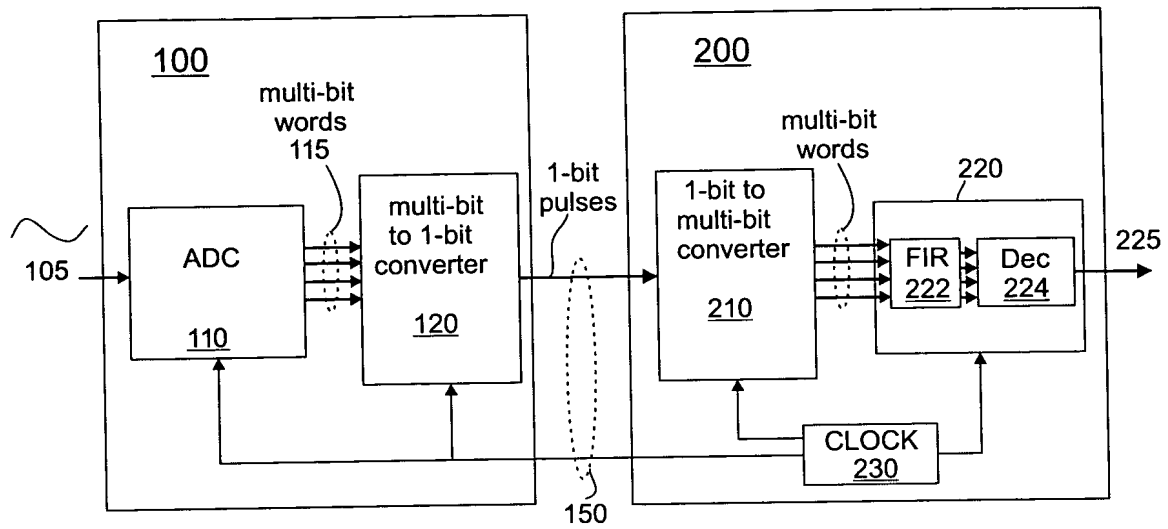 100
multi-bit
words
115
105
ADC
110
multi-bit
to 1-bit
converter
120
1-bit
pulses
150
200
1-bit to
multi-bit
converter
210
multi-bit
words
220
FIR
222
Dec
224
225
CLOCK
230